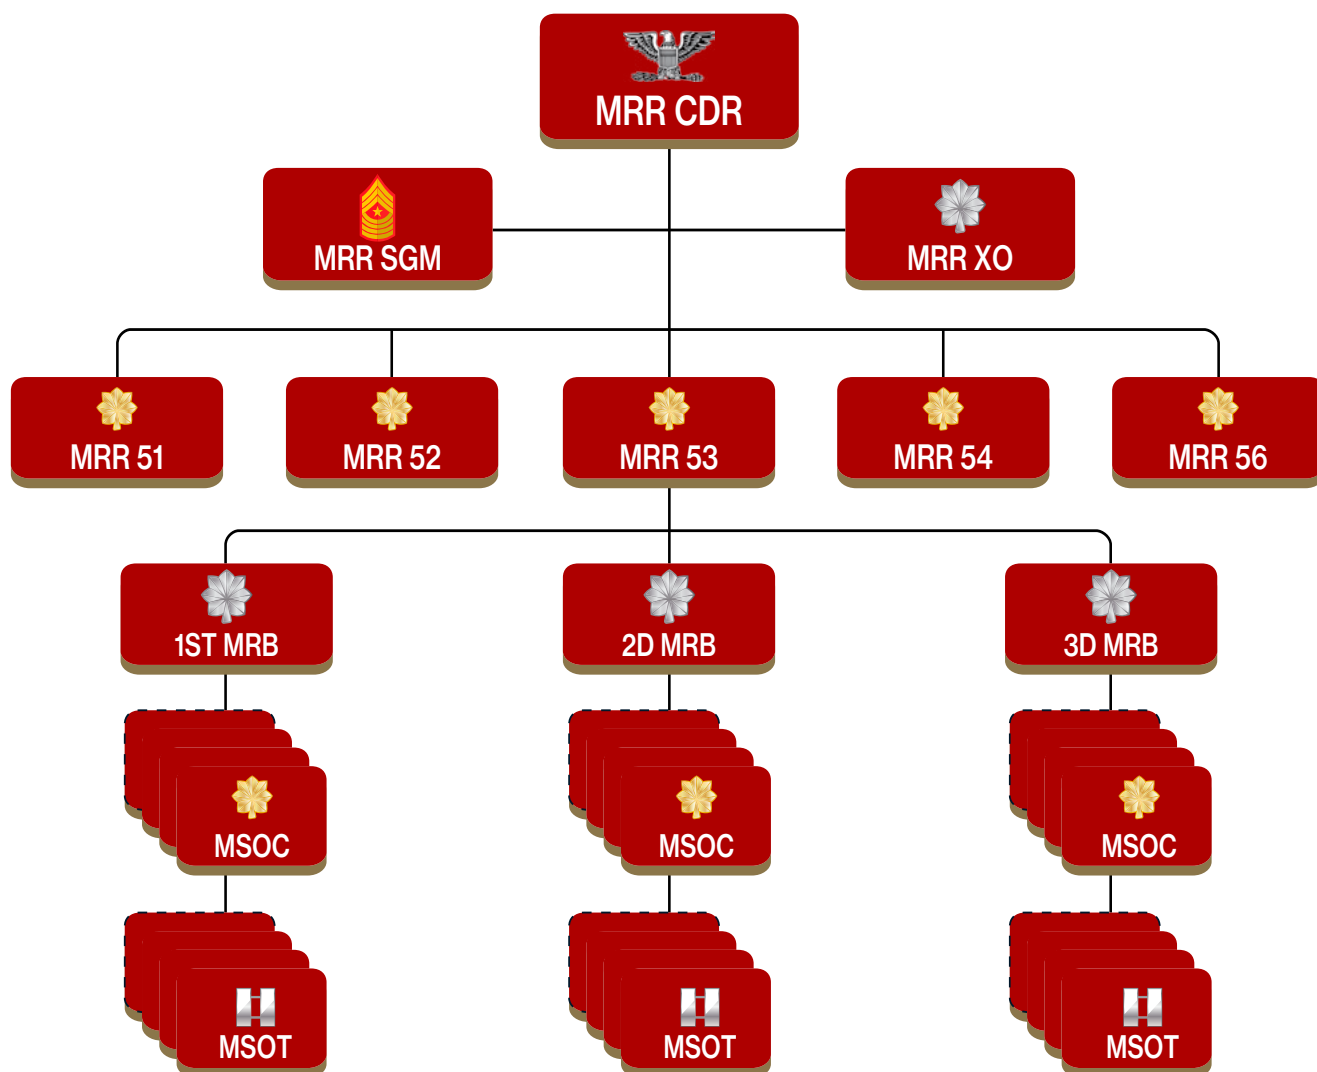 MRR CDR
MRR SGM
MRR XO
MRR 51
MRR 52
MRR 53
MRR 54
MRR 56
1ST MRB
2D MRB
3D MRB
MSOC
MSOC
MSOC
MSOT
MSOT
MSOT